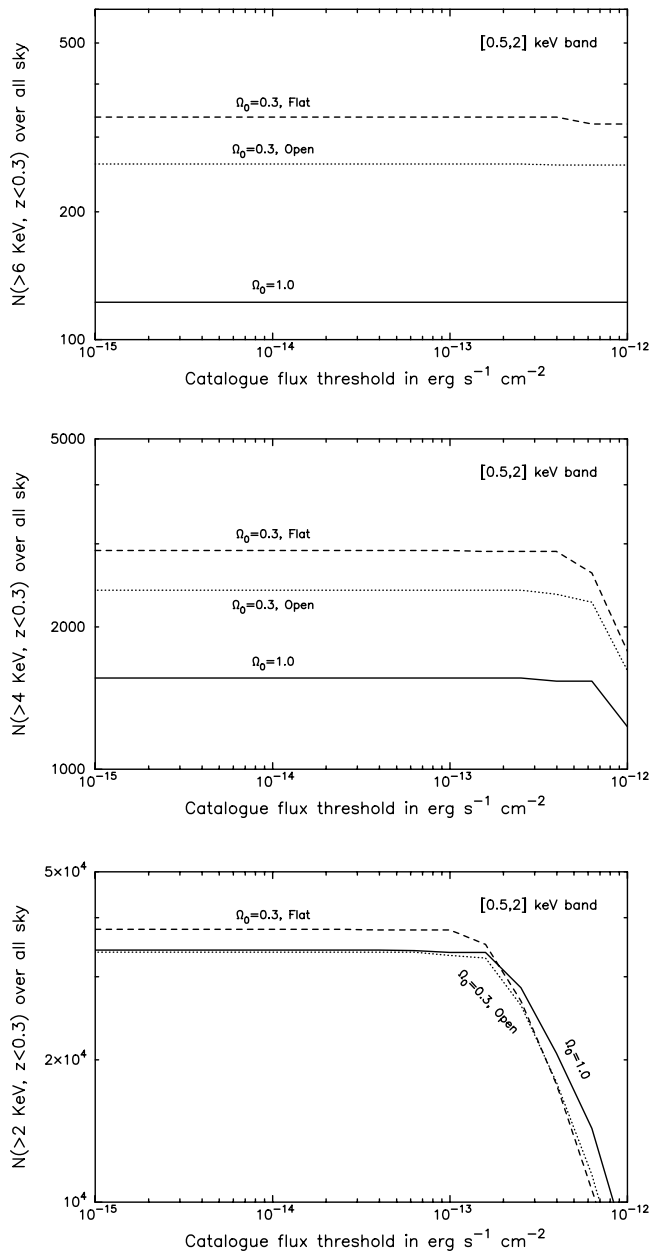 N(>6 KeV, z<0.3) over all sky
500
200
100
[0.5,2] keV band
Ω₀=0.3, Flat
Ω₀=0.3, Open
Ω₀=1.0
10⁻¹⁵ 10⁻¹⁴ 10⁻¹³ 10⁻¹²
Catalogue flux threshold in erg s⁻¹ cm⁻²
N(>4 KeV, z<0.3) over all sky
5000
2000
1000
[0.5,2] keV band
Ω₀=0.3, Flat
Ω₀=0.3, Open
Ω₀=1.0
10⁻¹⁵ 10⁻¹⁴ 10⁻¹³ 10⁻¹²
Catalogue flux threshold in erg s⁻¹ cm⁻²
N(>2 KeV, z<0.3) over all sky
5×10⁴
2×10⁴
10⁴
[0.5,2] keV band
Ω₀=0.3, Flat
Ω₀=0.3, Open
Ω₀=1.0
10⁻¹⁵ 10⁻¹⁴ 10⁻¹³ 10⁻¹²
Catalogue flux threshold in erg s⁻¹ cm⁻²